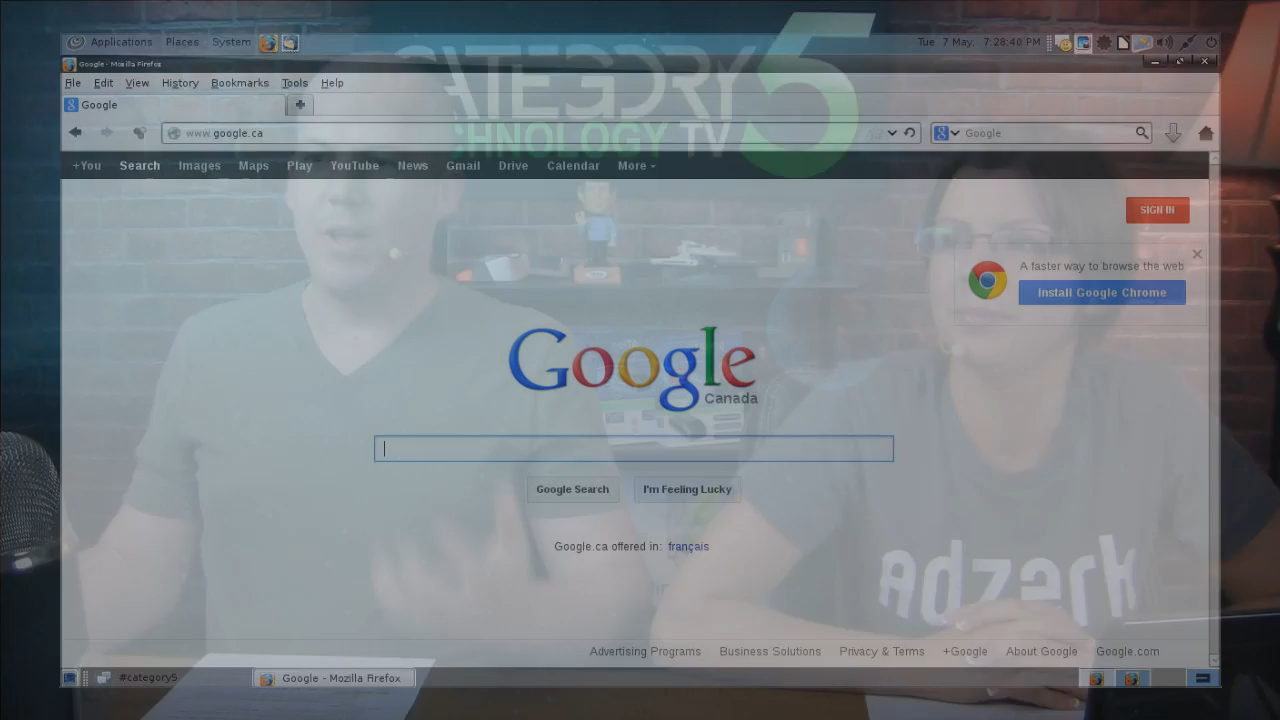 Applications Places System
Tue 7 May, 7:28:40 PM
Google - Mozilla Firefox
File Edit View History Bookmarks Tools Help
Google
www.google.ca
Google
+You Search Images Maps Play YouTube News Gmail Drive Calendar More
CATEGORY 5
TECHNOLOGY TV
SIGN IN
A faster way to browse the web
Install Google Chrome
Google
Canada
Google Search I'm Feeling Lucky
Google.ca offered in: français
adzerk
Advertising Programs Business Solutions Privacy & Terms +Google About Google Google.com
#category5 Google - Mozilla Firefox